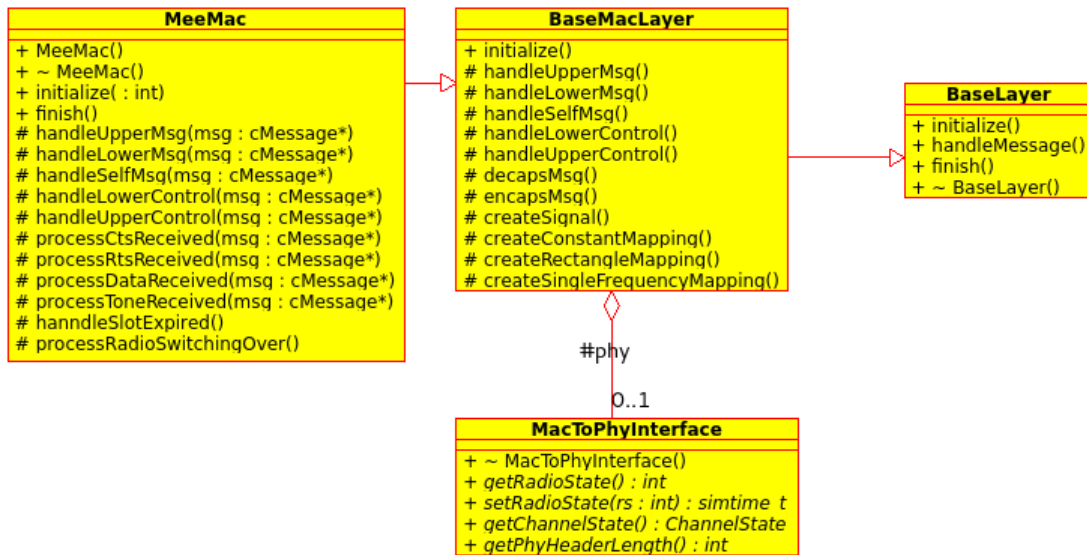 MeeMac
+ MeeMac()
+ ~ MeeMac()
+ initialize( : int)
+ finish()
# handleUpperMsg(msg : cMessage*)
# handleLowerMsg(msg : cMessage*)
# handleSelfMsg(msg : cMessage*)
# handleLowerControl(msg : cMessage*)
# handleUpperControl(msg : cMessage*)
# processCtsReceived(msg : cMessage*)
# processRtsReceived(msg : cMessage*)
# processDataReceived(msg : cMessage*)
# processToneReceived(msg : cMessage*)
# hanndleSlotExpired()
# processRadioSwitchingOver()
BaseMacLayer
+ initialize()
# handleUpperMsg()
# handleLowerMsg()
# handleSelfMsg()
# handleLowerControl()
# handleUpperControl()
# decapsMsg()
# encapsMsg()
# createSignal()
# createConstantMapping()
# createRectangleMapping()
# createSingleFrequencyMapping()
BaseLayer
+ initialize()
+ handleMessage()
+ finish()
+ ~ BaseLayer()
#phy
0..1
MacToPhyInterface
+ ~ MacToPhyInterface()
+ getRadioState() : int
+ setRadioState(rs : int) : simtime_t
+ getChannelState() : ChannelState
+ getPhyHeaderLength() : int